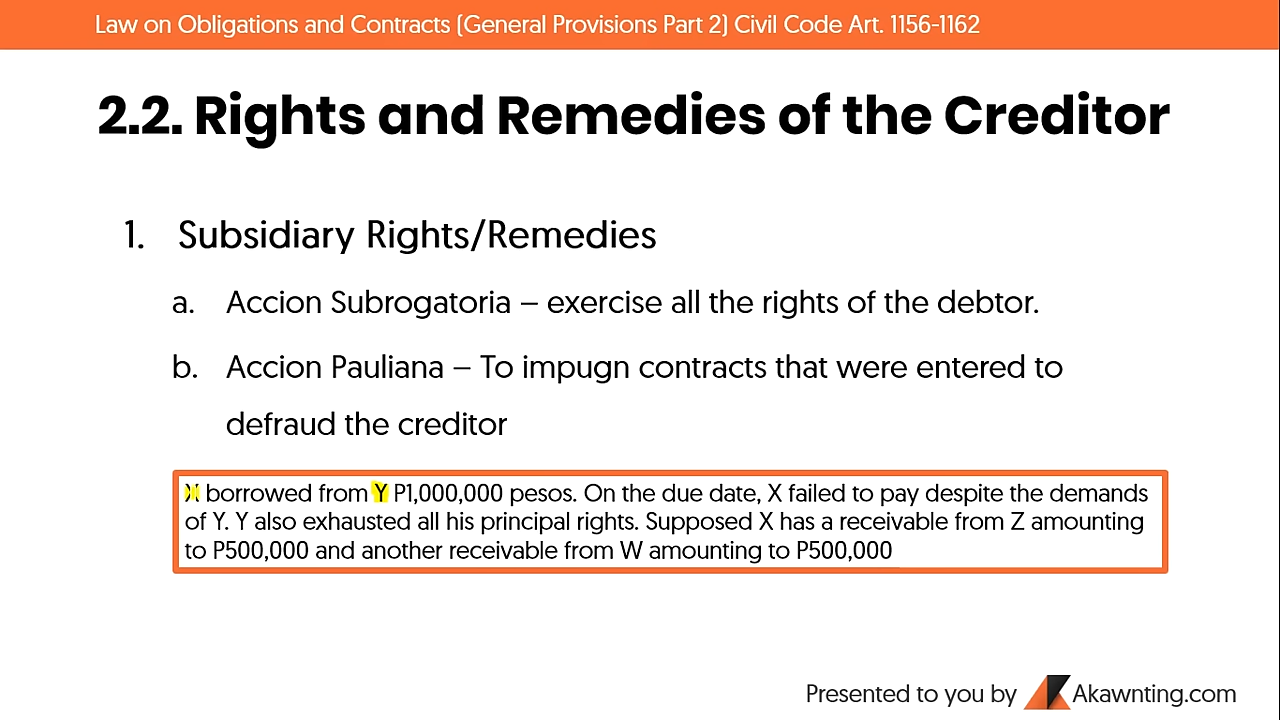 Law on Obligations and Contracts (General Provisions Part 2) Civil Code Art. 1156-1162
2.2. Rights and Remedies of the Creditor
1. Subsidiary Rights/Remedies
a. Accion Subrogatoria – exercise all the rights of the debtor.
b. Accion Pauliana – To impugn contracts that were entered to
defraud the creditor
X borrowed from Y P1,000,000 pesos. On the due date, X failed to pay despite the demands
of Y. Y also exhausted all his principal rights. Supposed X has a receivable from Z amounting
to P500,000 and another receivable from W amounting to P500,000
Presented to you by Akawnting.com